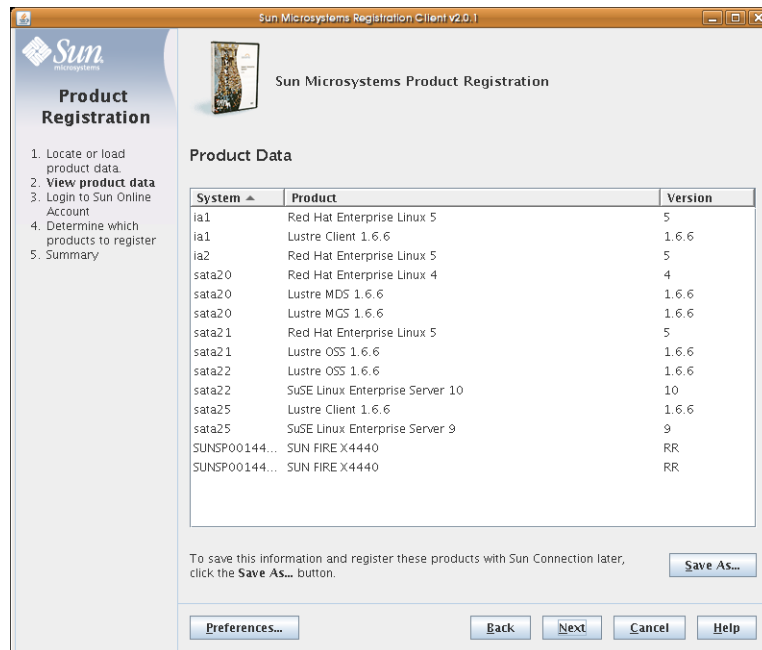 Sun Microsystems Registration Client v2.0.1
Sun
microsystems
Product
Registration
1. Locate or load
product data.
2. View product data
3. Login to Sun Online
Account
4. Determine which
products to register
5. Summary
Sun Microsystems Product Registration
Product Data
System Product Version
ia1 Red Hat Enterprise Linux 5 5
ia1 Lustre Client 1.6.6 1.6.6
ia2 Red Hat Enterprise Linux 5 5
sata20 Red Hat Enterprise Linux 4 4
sata20 Lustre MDS 1.6.6 1.6.6
sata20 Lustre MGS 1.6.6 1.6.6
sata21 Red Hat Enterprise Linux 5 5
sata21 Lustre OSS 1.6.6 1.6.6
sata22 Lustre OSS 1.6.6 1.6.6
sata22 SuSE Linux Enterprise Server 10 10
sata25 Lustre Client 1.6.6 1.6.6
sata25 SuSE Linux Enterprise Server 9 9
SUNSP00144... SUN FIRE X4440 RR
SUNSP00144... SUN FIRE X4440 RR
To save this information and register these products with Sun Connection later,
click the Save As... button.
Save As...
Preferences... Back Next Cancel Help